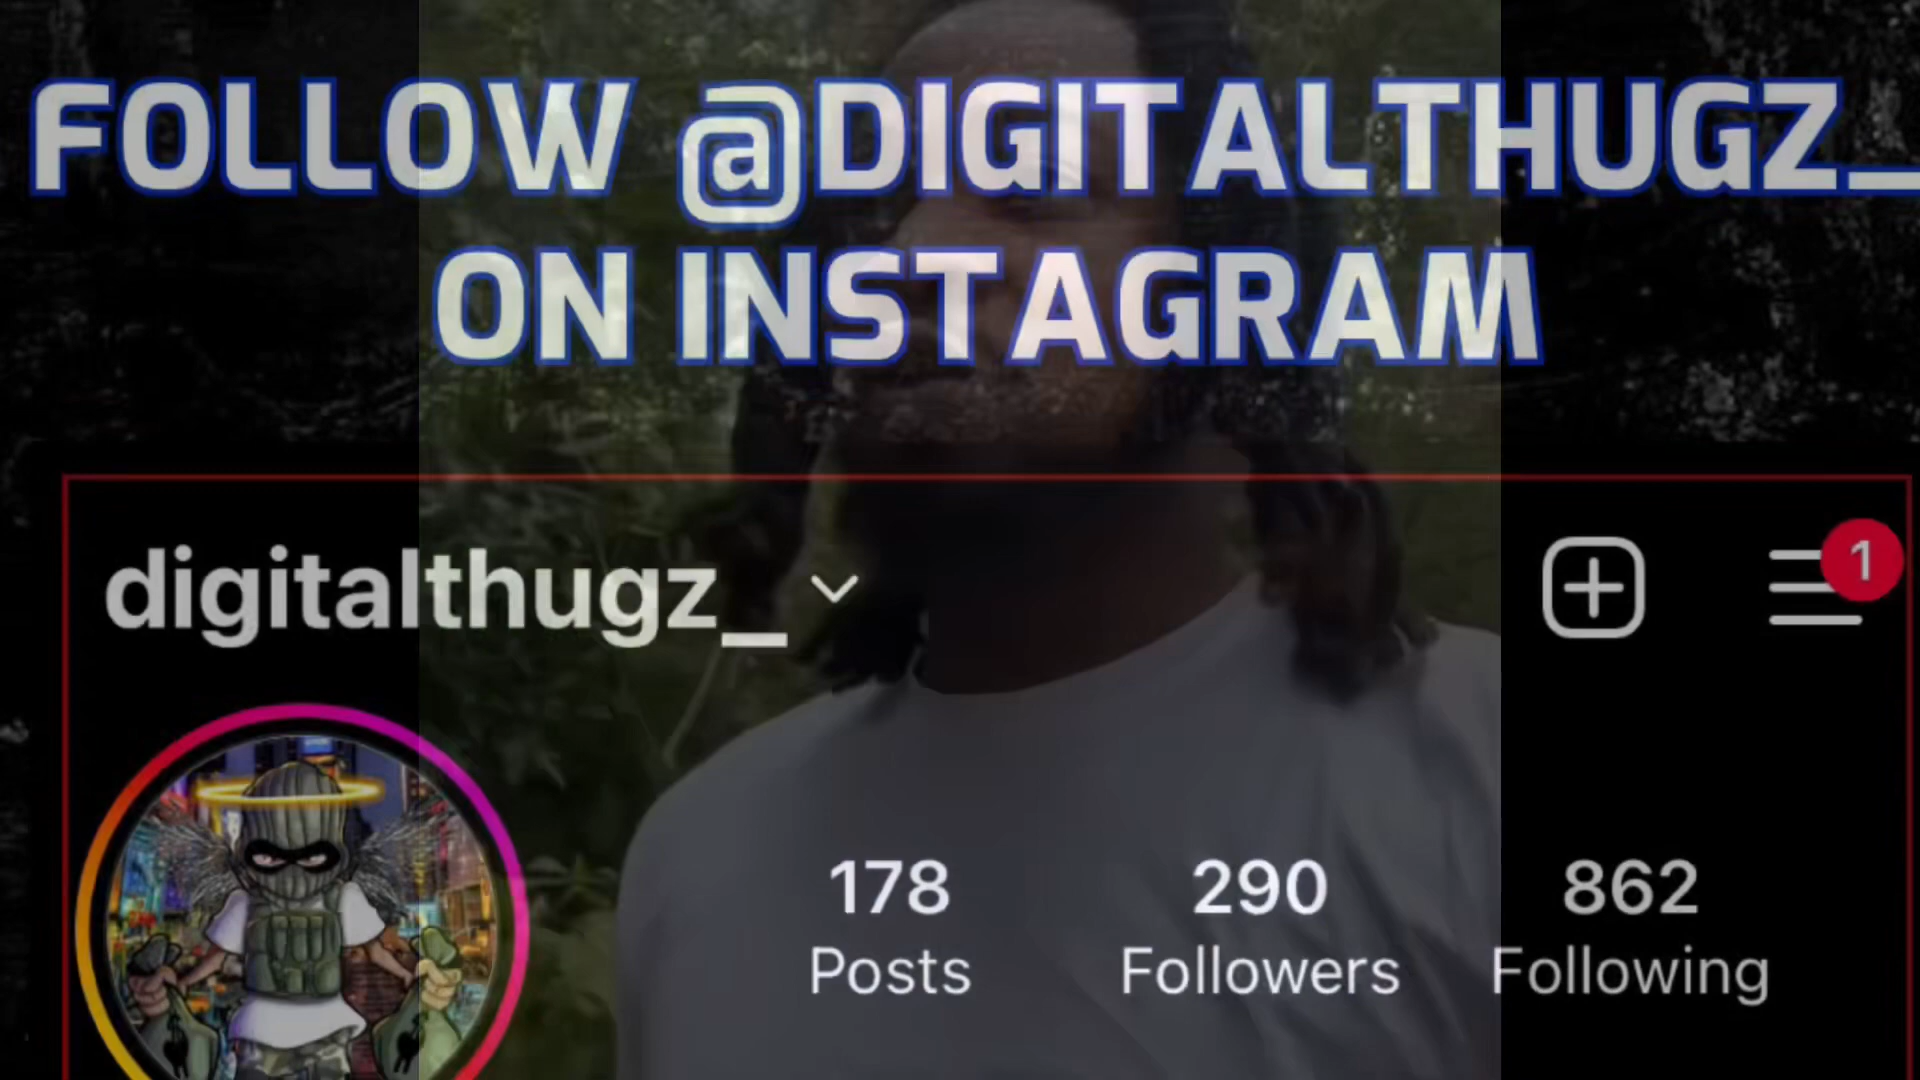 FOLLOW @DIGITALTHUGZ_
ON INSTAGRAM
digitalthugz_
1
178 290 862
Posts Followers Following